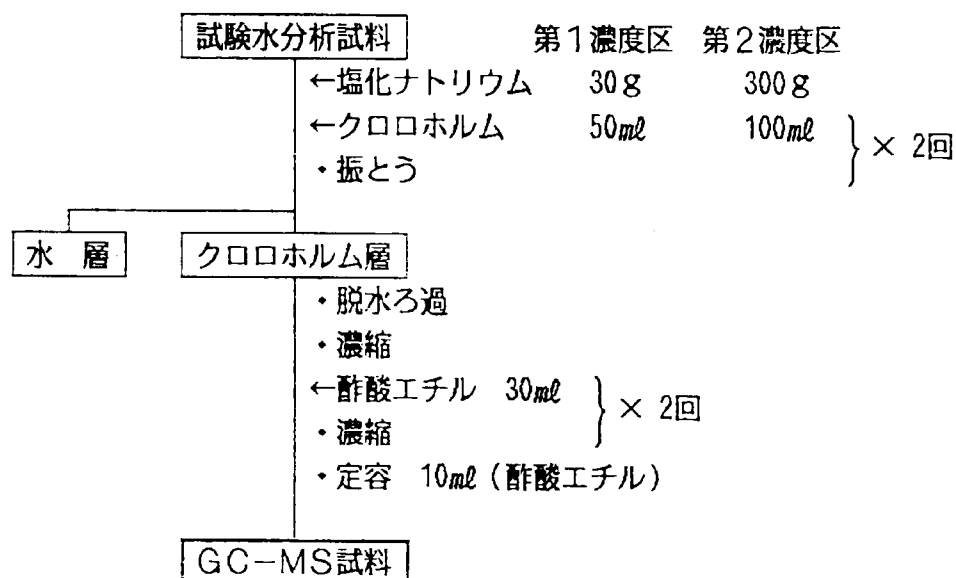 試験水分析試料 第1濃度区 第2濃度区
←塩化ナトリウム 30g 300g
←クロロホルム 50ml 100ml } × 2回
・振とう
水 層 クロロホルム層
・脱水ろ過
・濃縮
←酢酸エチル 30ml } × 2回
・濃縮
・定容 10ml(酢酸エチル)
GC-MS試料